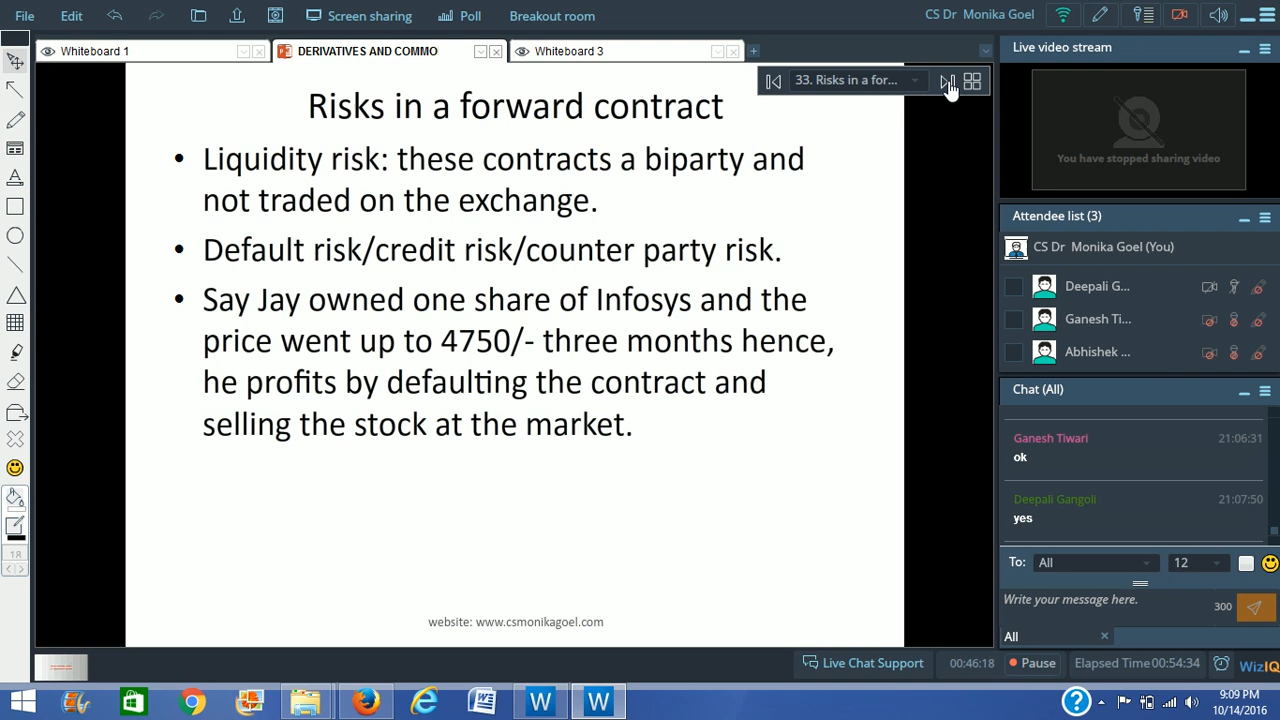 File Edit Screen sharing Poll Breakout room CS Dr Monika Goel
Whiteboard 1 DERIVATIVES AND COMMO Whiteboard 3
33. Risks in a for...
Risks in a forward contract
• Liquidity risk: these contracts a biparty and
not traded on the exchange.
• Default risk/credit risk/counter party risk.
• Say Jay owned one share of Infosys and the
price went up to 4750/- three months hence,
he profits by defaulting the contract and
selling the stock at the market.
website: www.csmonikagoel.com
Live video stream
You have stopped sharing video
Attendee list (3)
CS Dr Monika Goel (You)
Deepali G...
Ganesh Ti...
Abhishek ...
Chat (All)
Ganesh Tiwari 21:06:31
ok
Deepali Gangoli 21:07:50
yes
To: All 12
Write your message here. 300
All
18
Live Chat Support 00:46:18 Pause Elapsed Time 00:54:34 WizIQ
9:09 PM
10/14/2016